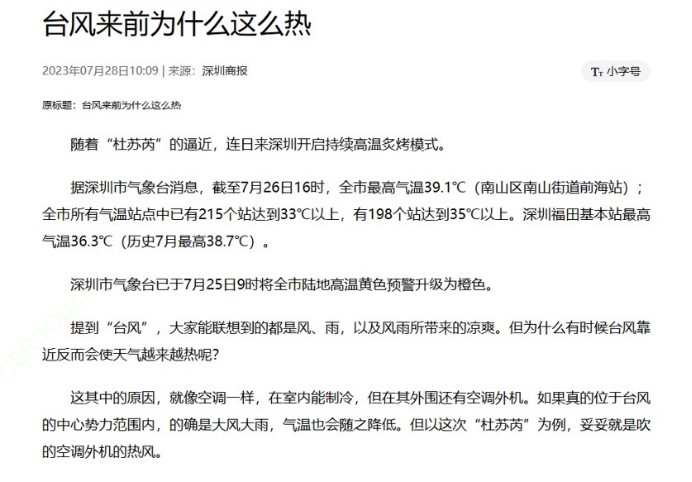 台风来前为什么这么热
2023年07月28日10:09 | 来源：深圳商报
TT 小字号
原标题：台风来前为什么这么热
随着“杜苏芮”的逼近，连日来深圳开启持续高温炙烤模式。
据深圳市气象台消息，截至7月26日16时，全市最高气温39.1℃（南山区南山街道前海站）；
全市所有气温站点中已有215个站达到33℃以上，有198个站达到35℃以上。深圳福田基本站最高
气温36.3℃（历史7月最高38.7℃）。
深圳市气象台已于7月25日9时将全市陆地高温黄色预警升级为橙色。
提到“台风”，大家能联想到的都是风、雨，以及风雨所带来的凉爽。但为什么有时候台风靠
近反而会使天气越来越热呢？
这其中的原因，就像空调一样，在室内能制冷，但在其外围还有空调外机。如果真的位于台风
的中心势力范围内，的确是大风大雨，气温也会随之降低。但以这次“杜苏芮”为例，妥妥就是吹
的空调外机的热风。